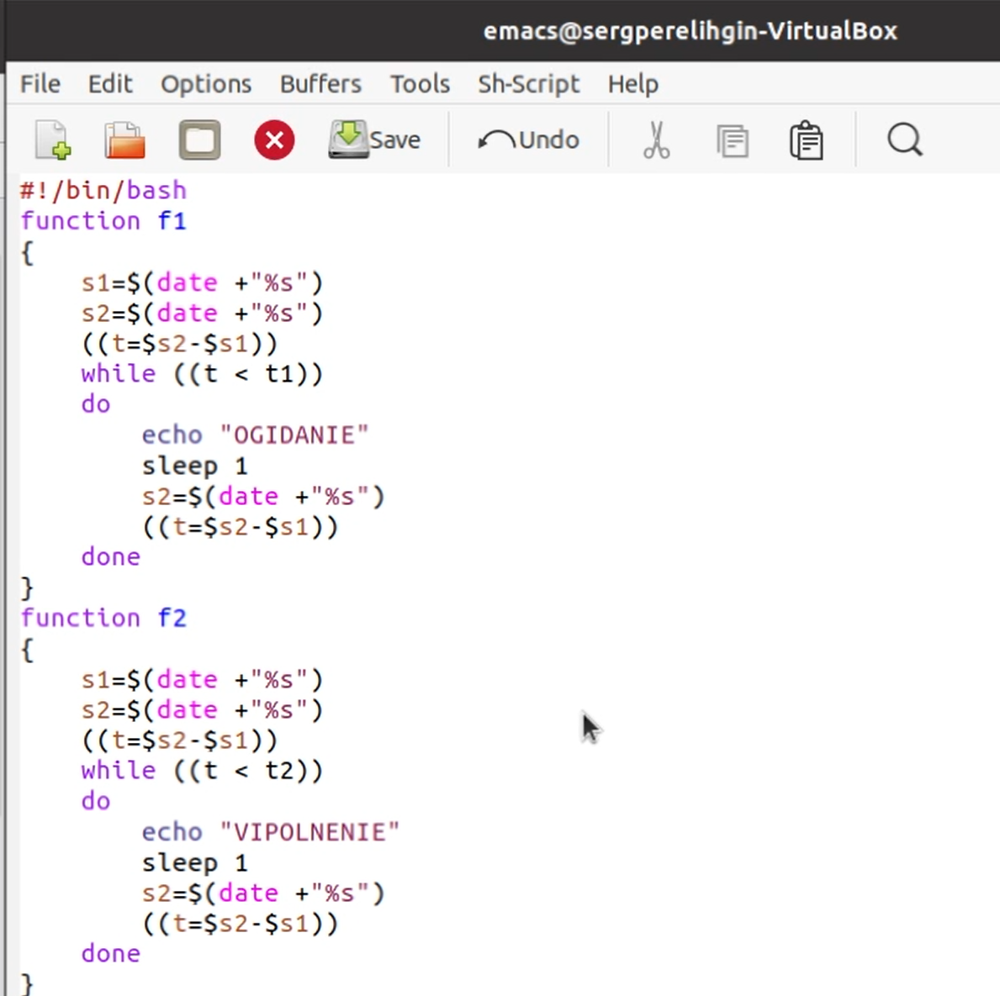 emacs@sergperelihgin-VirtualBox
File Edit Options Buffers Tools Sh-Script Help
Save Undo
#!/bin/bash
function f1
{
    s1=$(date +"%s")
    s2=$(date +"%s")
    ((t=$s2-$s1))
    while ((t < t1))
    do
        echo "OGIDANIE"
        sleep 1
        s2=$(date +"%s")
        ((t=$s2-$s1))
    done
}
function f2
{
    s1=$(date +"%s")
    s2=$(date +"%s")
    ((t=$s2-$s1))
    while ((t < t2))
    do
        echo "VIPOLNENIE"
        sleep 1
        s2=$(date +"%s")
        ((t=$s2-$s1))
    done
}